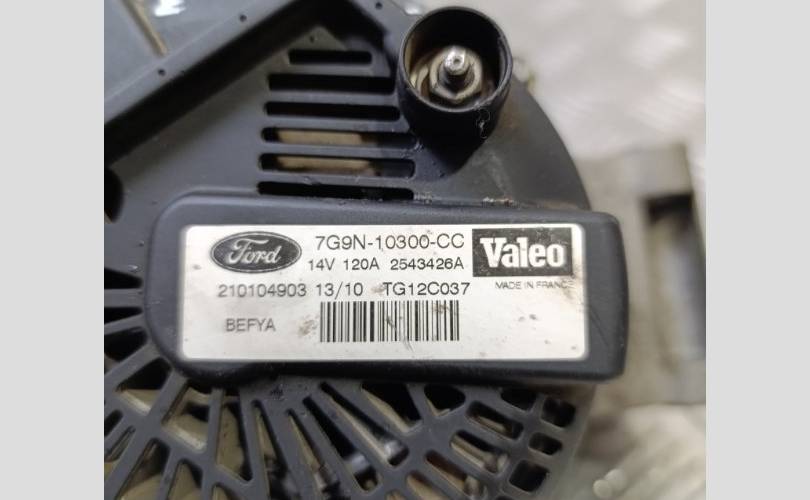 Ford 7G9N-10300-CC Valeo
14V 120A 2543426A
210104903 13/10 TG12C037 MADE IN FRANCE
BEFYA